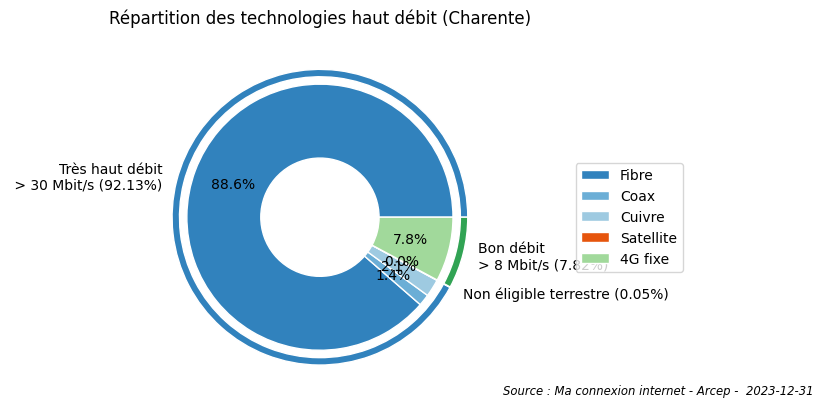 Répartition des technologies haut débit (Charente)
Très haut débit
> 30 Mbit/s (92.13%)
88.6%
Fibre
Coax
Cuivre
Satellite
4G fixe
7.8%
0.0%
2.1%
1.4%
Bon débit
> 8 Mbit/s (7.82%)
Non éligible terrestre (0.05%)
Source : Ma connexion internet - Arcep -  2023-12-31